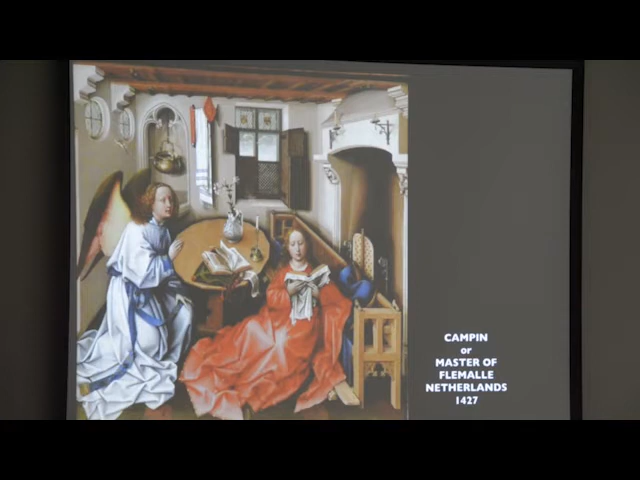 CAMPIN
or
MASTER OF
FLEMALLE
NETHERLANDS
1427